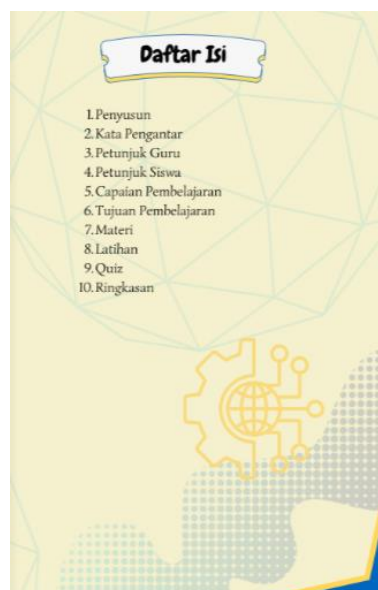 Daftar Isi
1. Penyusun
2. Kata Pengantar
3. Petunjuk Guru
4. Petunjuk Siswa
5. Capaian Pembelajaran
6. Tujuan Pembelajaran
7. Materi
8. Latihan
9. Quiz
10. Ringkasan